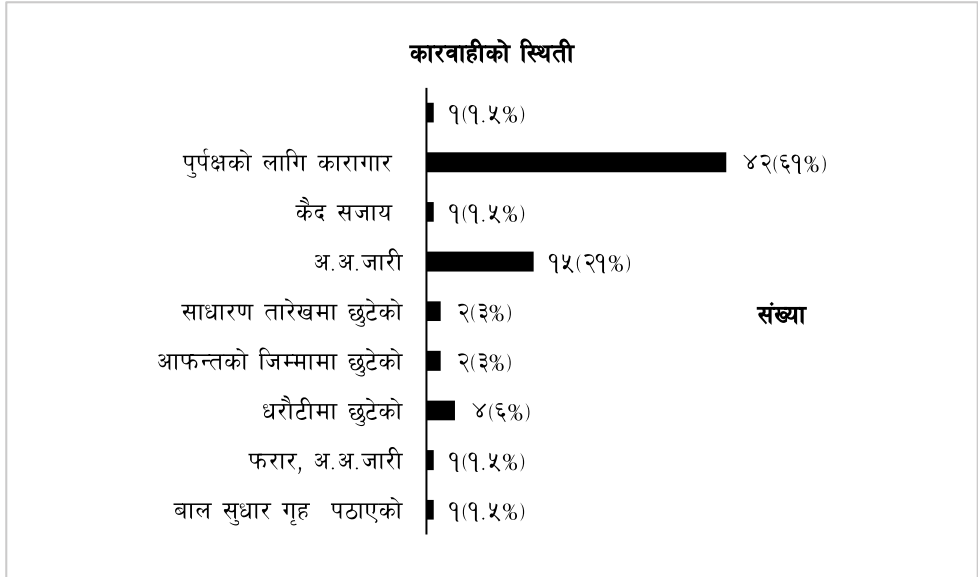 कारवाहीको स्थिती
१(१.५%)
पुर्पक्षको लागि कारागार ४२(६१%)
कैद सजाय १(१.५%)
अ.अ.जारी १५(२१%)
साधारण तारेखमा छुटेको २(३%)
संख्या
आफन्तको जिम्मामा छुटेको २(३%)
धरौटीमा छुटेको ४(६%)
फरार, अ.अ.जारी १(१.५%)
बाल सुधार गृह पठाएको १(१.५%)